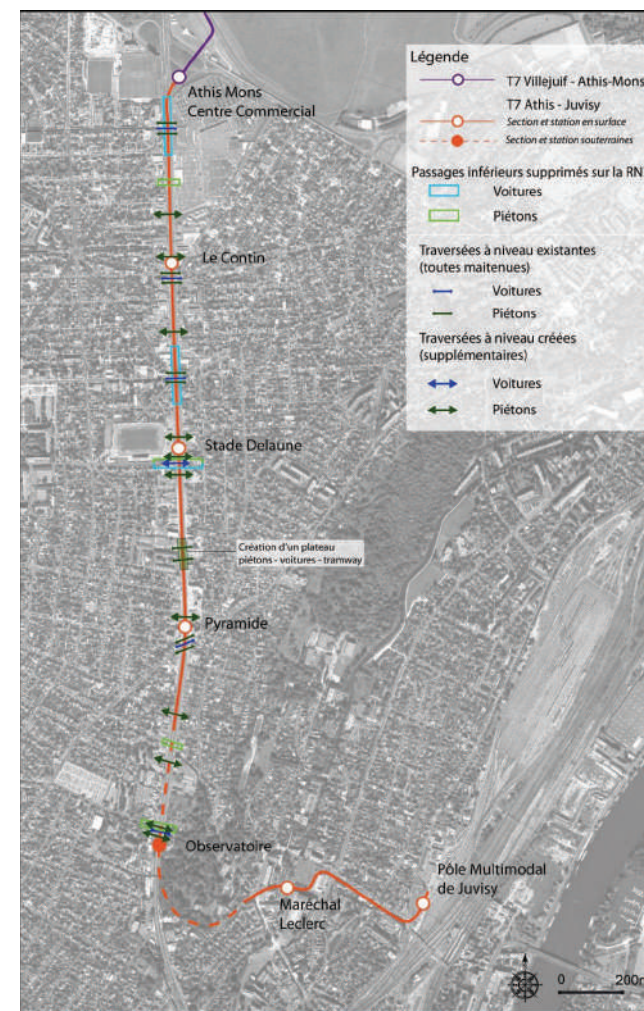 Athis Mons
Centre Commercial
Légende
T7 Villejuif - Athis-Mons
T7 Athis - Juvisy
Section et station en surface
Section et station souterraines
Passages inférieurs supprimés sur la RN
Voitures
Piétons
Traversées à niveau existantes
(toutes maitenues)
Voitures
Piétons
Traversées à niveau créées
(supplémentaires)
Voitures
Piétons
Le Contin
Stade Delaune
Création d'un plateau
piétons - voitures - tramway
Pyramide
Observatoire
Maréchal
Leclerc
Pôle Multimodal
de Juvisy
0 200m